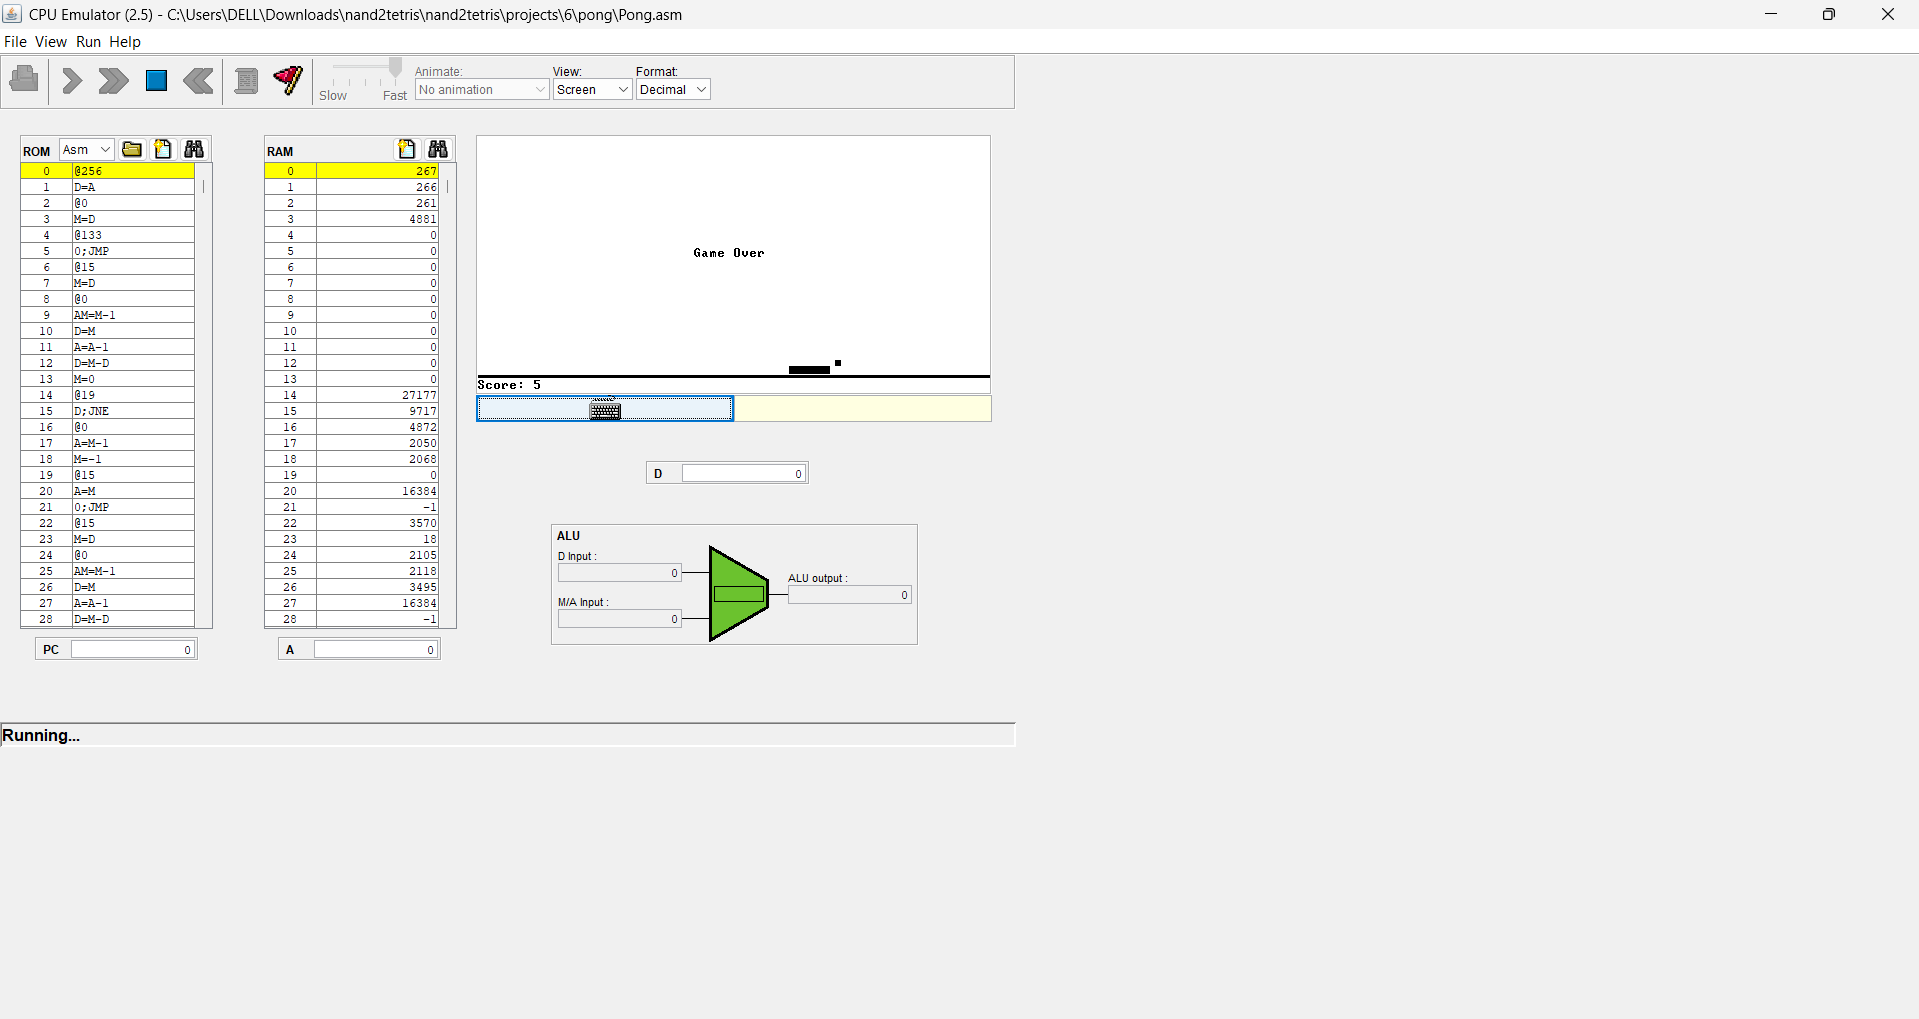 CPU Emulator (2.5) - C:\Users\DELL\Downloads\nand2tetris\nand2tetris\projects\6\pong\Pong.asm
File View Run Help
Slow Fast
Animate:
No animation
View:
Screen
Format:
Decimal
ROM Asm
0 @256
1 D=A
2 @0
3 M=D
4 @133
5 0;JMP
6 @15
7 M=D
8 @0
9 AM=M-1
10 D=M
11 A=A-1
12 D=M-D
13 M=0
14 @19
15 D;JNE
16 @0
17 A=M-1
18 M=-1
19 @15
20 A=M
21 0;JMP
22 @15
23 M=D
24 @0
25 AM=M-1
26 D=M
27 A=A-1
28 D=M-D
PC 0
RAM
0 267
1 266
2 261
3 4881
4 0
5 0
6 0
7 0
8 0
9 0
10 0
11 0
12 0
13 0
14 27177
15 9717
16 4872
17 2050
18 2068
19 0
20 16384
21 -1
22 3570
23 18
24 2105
25 2118
26 3495
27 16384
28 -1
A 0
Game Over
Score: 5
D 0
ALU
D Input :
0
M/A Input :
0
ALU output :
0
Running...